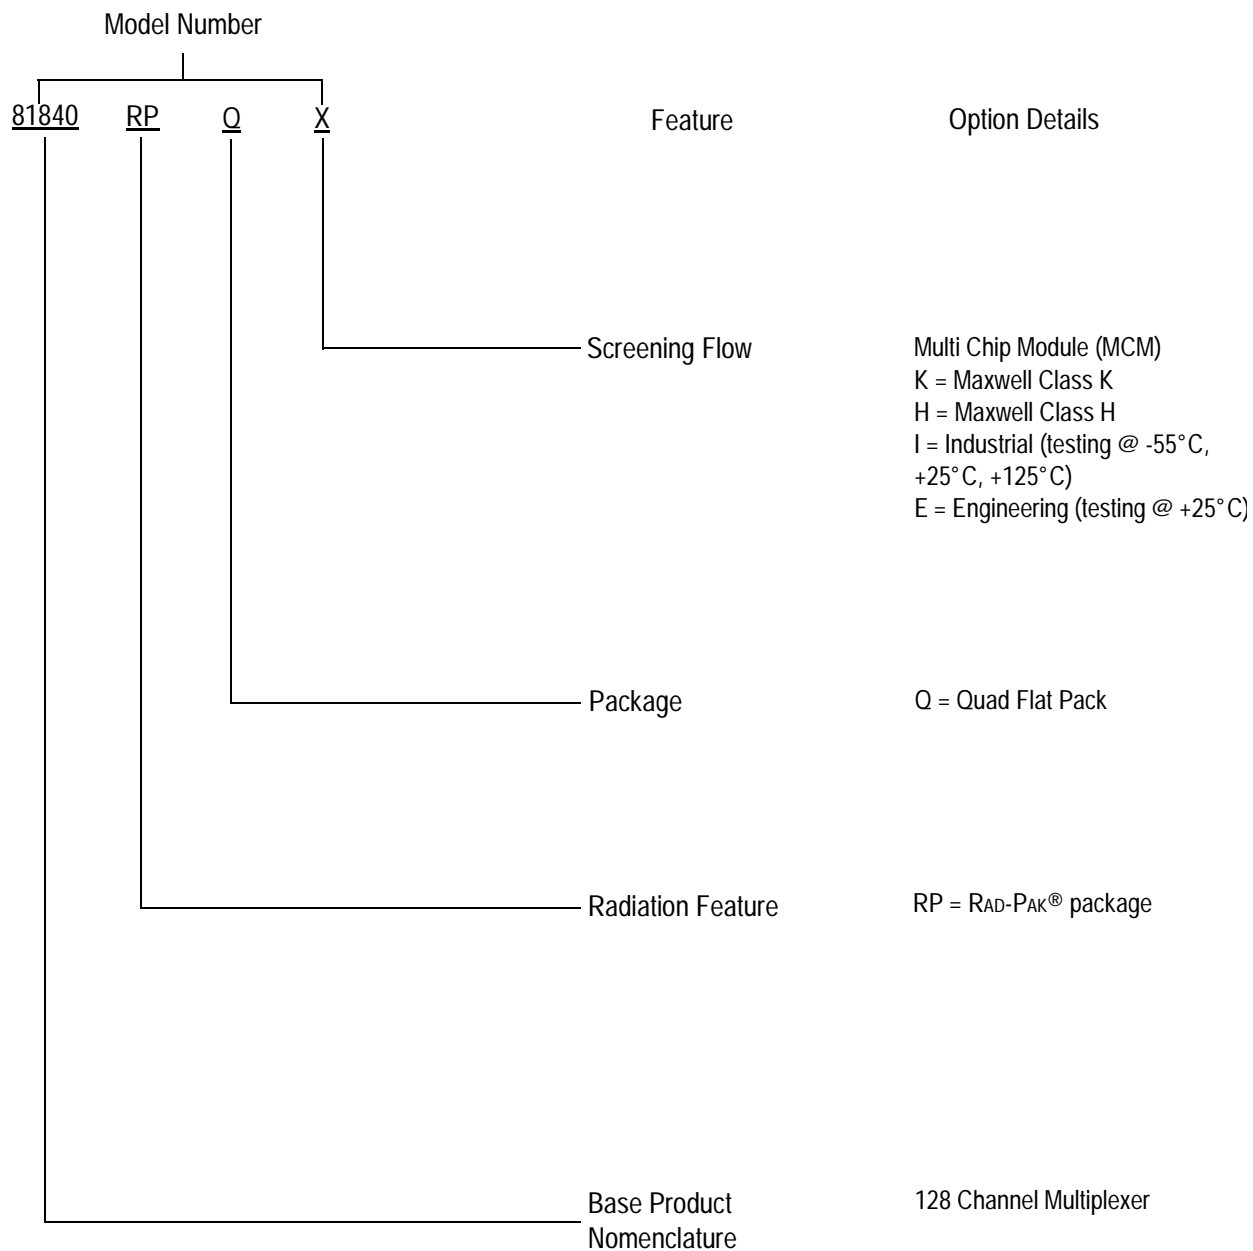 Model Number
81840 RP Q X Feature Option Details
Screening Flow Multi Chip Module (MCM)
K = Maxwell Class K
H = Maxwell Class H
I = Industrial (testing @ -55°C,
+25°C, +125°C)
E = Engineering (testing @ +25°C)
Package Q = Quad Flat Pack
Radiation Feature RP = RAD-PAK® package
Base Product 128 Channel Multiplexer
Nomenclature